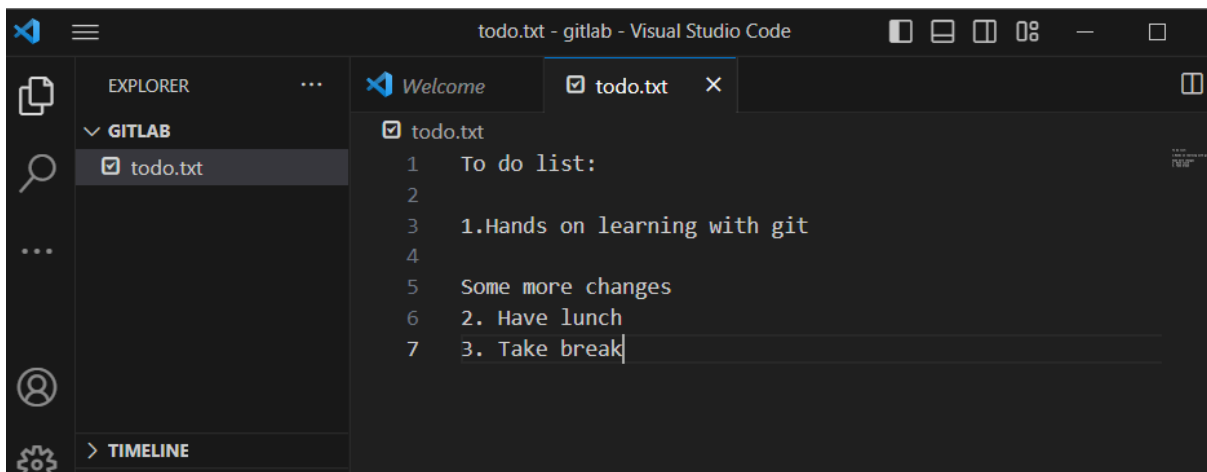 todo.txt - gitlab - Visual Studio Code
EXPLORER
Welcome
todo.txt
GITLAB
todo.txt
todo.txt
1 To do list:
2
3 1.Hands on learning with git
4
5 Some more changes
6 2. Have lunch
7 3. Take break
TIMELINE